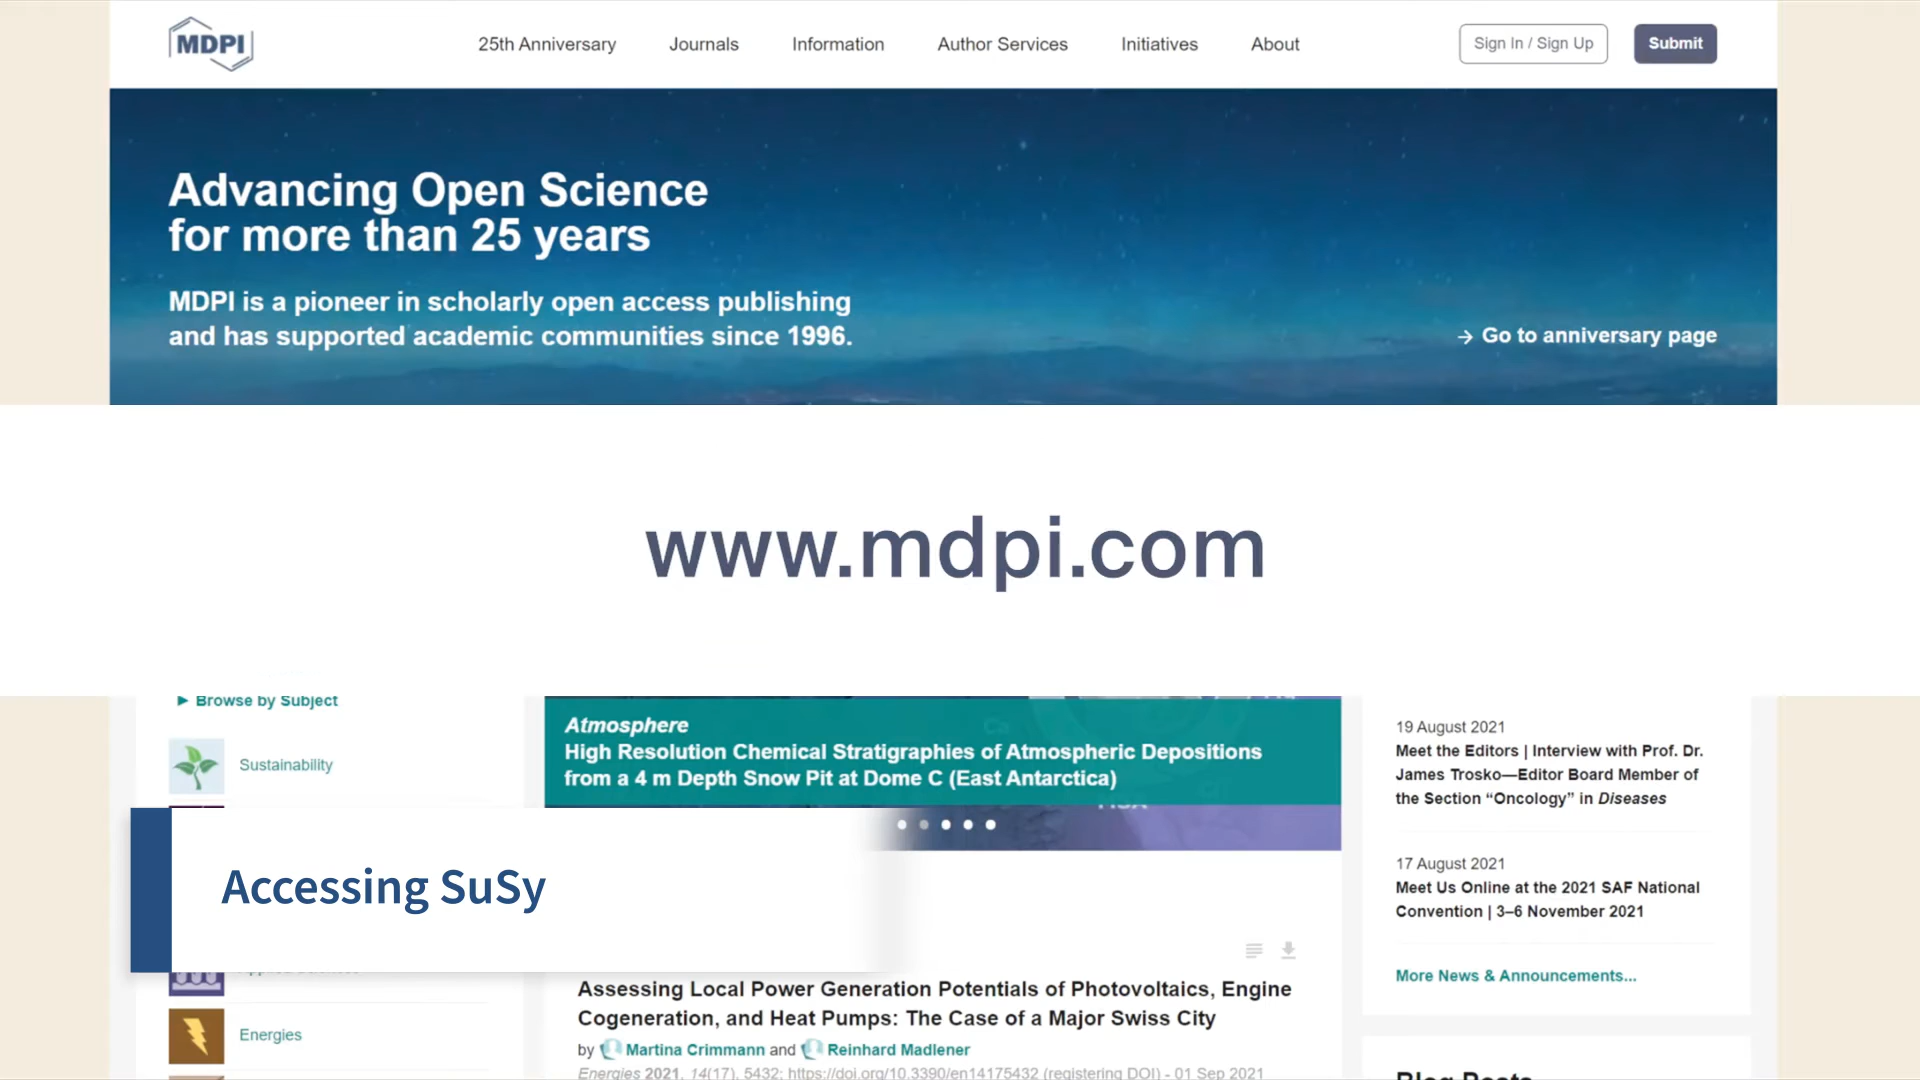 MDPI
25th Anniversary
Journals
Information
Author Services
Initiatives
About
Sign In / Sign Up
Submit
Advancing Open Science
for more than 25 years
MDPI is a pioneer in scholarly open access publishing
and has supported academic communities since 1996.
→ Go to anniversary page
www.mdpi.com
Browse by Subject
Sustainability
Energies
Atmosphere
High Resolution Chemical Stratigraphies of Atmospheric Depositions
from a 4 m Depth Snow Pit at Dome C (East Antarctica)
Accessing SuSy
Assessing Local Power Generation Potentials of Photovoltaics, Engine
Cogeneration, and Heat Pumps: The Case of a Major Swiss City
by Martina Crimmann and Reinhard Madlener
Energies 2021, 14(17), 5432; https://doi.org/10.3390/en14175432 (registering DOI) - 01 Sep 2021
19 August 2021
Meet the Editors | Interview with Prof. Dr.
James Trosko—Editor Board Member of
the Section “Oncology” in Diseases
17 August 2021
Meet Us Online at the 2021 SAF National
Convention | 3–6 November 2021
More News & Announcements...
Blog Posts